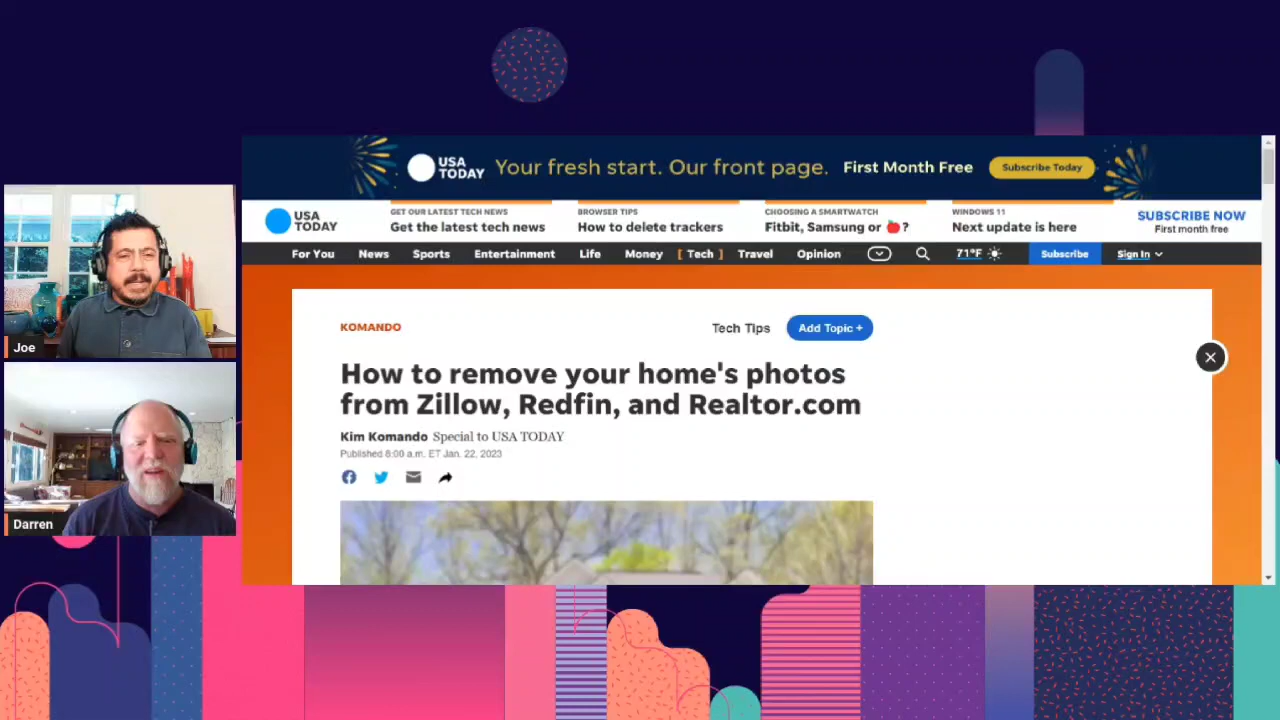 USA
TODAY
Your fresh start. Our front page.
First Month Free
Subscribe Today
USA
TODAY
GET OUR LATEST TECH NEWS
Get the latest tech news
BROWSER TIPS
How to delete trackers
CHOOSING A SMARTWATCH
Fitbit, Samsung or 🍎?
WINDOWS 11
Next update is here
SUBSCRIBE NOW
First month free
For You News Sports Entertainment Life Money [ Tech ] Travel Opinion 71°F Subscribe Sign In
KOMANDO
Tech Tips
Add Topic +
How to remove your home's photos
from Zillow, Redfin, and Realtor.com
Kim Komando Special to USA TODAY
Published 8:00 a.m. ET Jan. 22, 2023
Joe
Darren